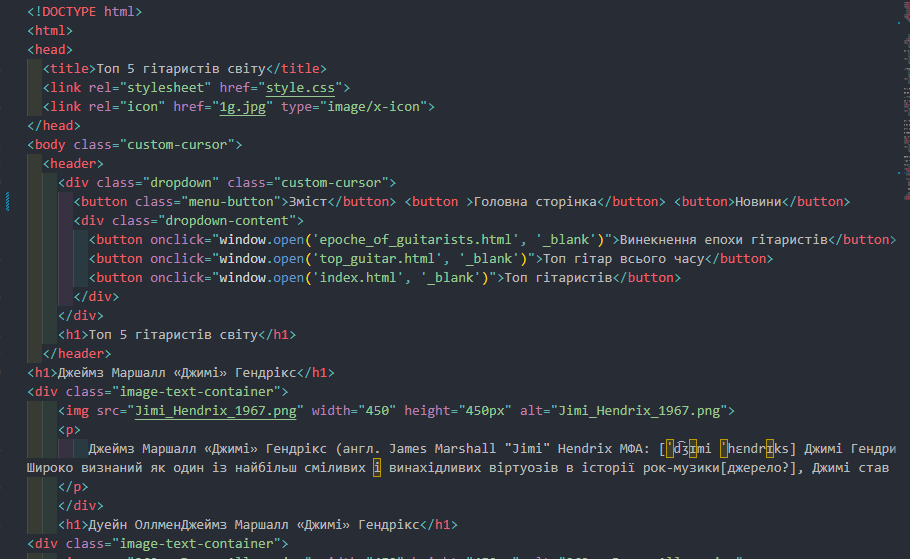 <!DOCTYPE html>
<html>
<head>
<title>Топ 5 гітаристів світу</title>
<link rel="stylesheet" href="style.css">
<link rel="icon" href="1g.jpg" type="image/x-icon">
</head>
<body class="custom-cursor">
<header>
<div class="dropdown" class="custom-cursor">
<button class="menu-button">Зміст</button> <button >Головна сторінка</button> <button>Новини</button>
<div class="dropdown-content">
<button onclick="window.open('epoche_of_guitarists.html', '_blank')">Винекнення епохи гітаристів</button>
<button onclick="window.open('top_guitar.html', '_blank')">Топ гітар всього часу</button>
<button onclick="window.open('index.html', '_blank')">Топ гітаристів</button>
</div>
</div>
<h1>Топ 5 гітаристів світу</h1>
</header>
<h1>Джеймз Маршалл «Джимі» Гендрікс</h1>
<div class="image-text-container">
<img src="Jimi_Hendrix_1967.png" width="450" height="450px" alt="Jimi_Hendrix_1967.png">
<p>
Джеймз Маршалл «Джимі» Гендрікс (англ. James Marshall "Jimi" Hendrix МФА: [ˈdʒɪmi ˈhɛndrɪks] Джимі Гендри
Широко визнаний як один із найбільш сміливих і винахідливих віртуозів в історії рок-музики[джерело?], Джимі став
</p>
</div>
<h1>Дуейн ОллменДжеймз Маршалл «Джимі» Гендрікс</h1>
<div class="image-text-container">